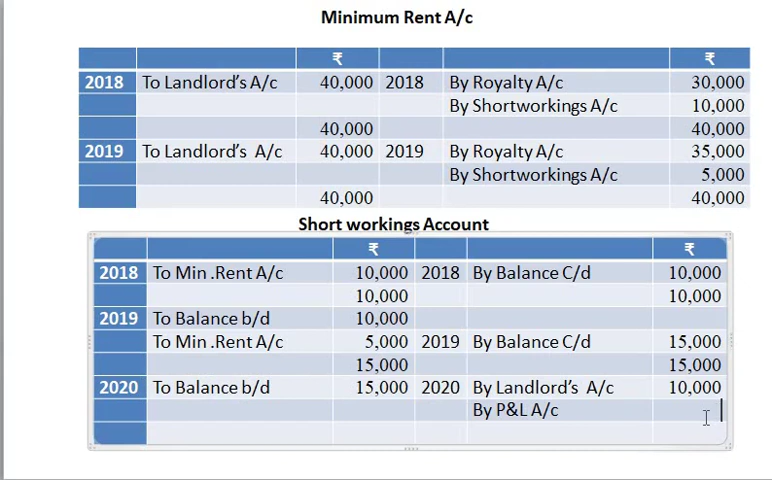 Minimum Rent A/c
₹ ₹
2018 To Landlord's A/c 40,000 2018 By Royalty A/c 30,000
By Shortworkings A/c 10,000
40,000 40,000
2019 To Landlord's A/c 40,000 2019 By Royalty A/c 35,000
By Shortworkings A/c 5,000
40,000 40,000
Short workings Account
₹ ₹
2018 To Min .Rent A/c 10,000 2018 By Balance C/d 10,000
10,000 10,000
2019 To Balance b/d 10,000
To Min .Rent A/c 5,000 2019 By Balance C/d 15,000
15,000 15,000
2020 To Balance b/d 15,000 2020 By Landlord's A/c 10,000
By P&L A/c